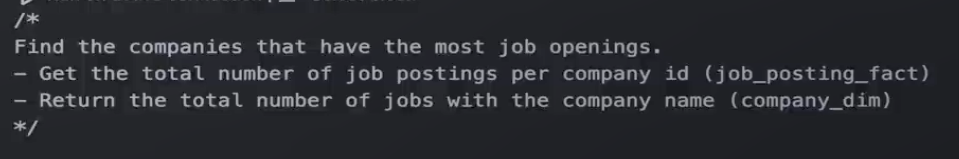 /*
Find the companies that have the most job openings.
– Get the total number of job postings per company id (job_posting_fact)
– Return the total number of jobs with the company name (company_dim)
*/